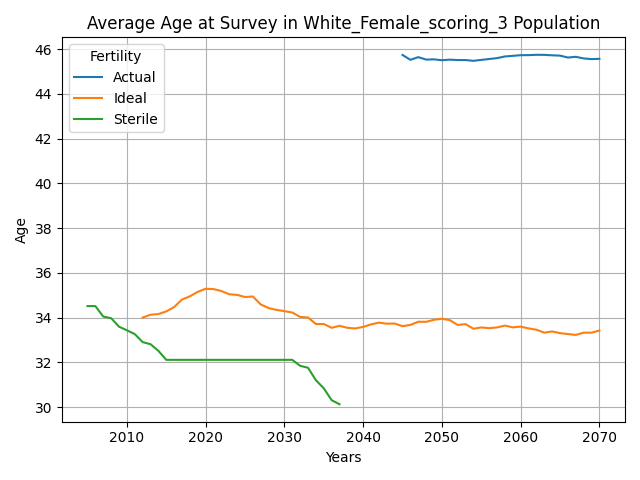 Average Age at Survey in White_Female_scoring_3 Population
Fertility
Actual
Ideal
Sterile
46
44
42
40
38
36
34
32
30
Age
2010
2020
2030
2040
2050
2060
2070
Years